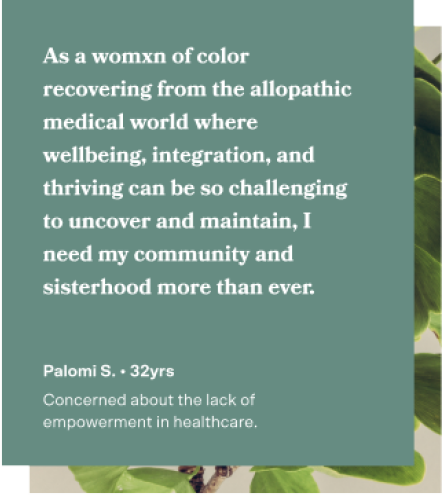 As a womxn of color
recovering from the allopathic
medical world where
wellbeing, integration, and
thriving can be so challenging
to uncover and maintain, I
need my community and
sisterhood more than ever.
Palomi S. • 32yrs
Concerned about the lack of
empowerment in healthcare.